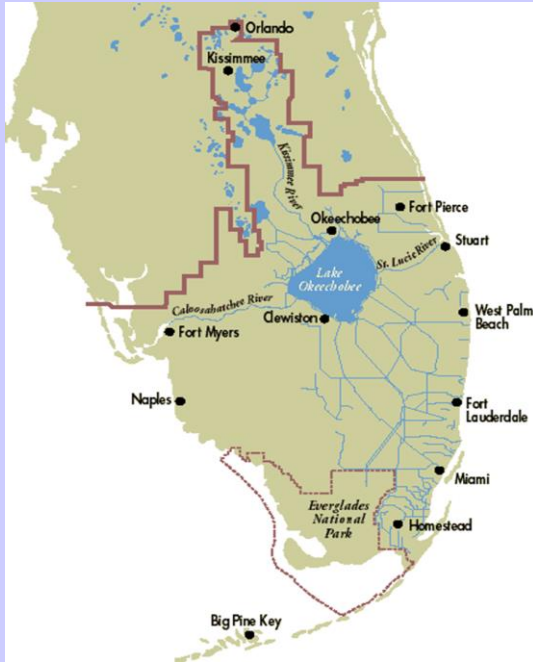 Orlando
Kissimmee
Kissimmee River
Fort Pierce
Okeechobee
Stuart
St. Lucie River
Lake
Okeechobee
Caloosahatchee River
Clewiston
West Palm
Beach
Fort Myers
Naples
Fort
Lauderdale
Miami
Everglades
National
Park
Homestead
Big Pine Key